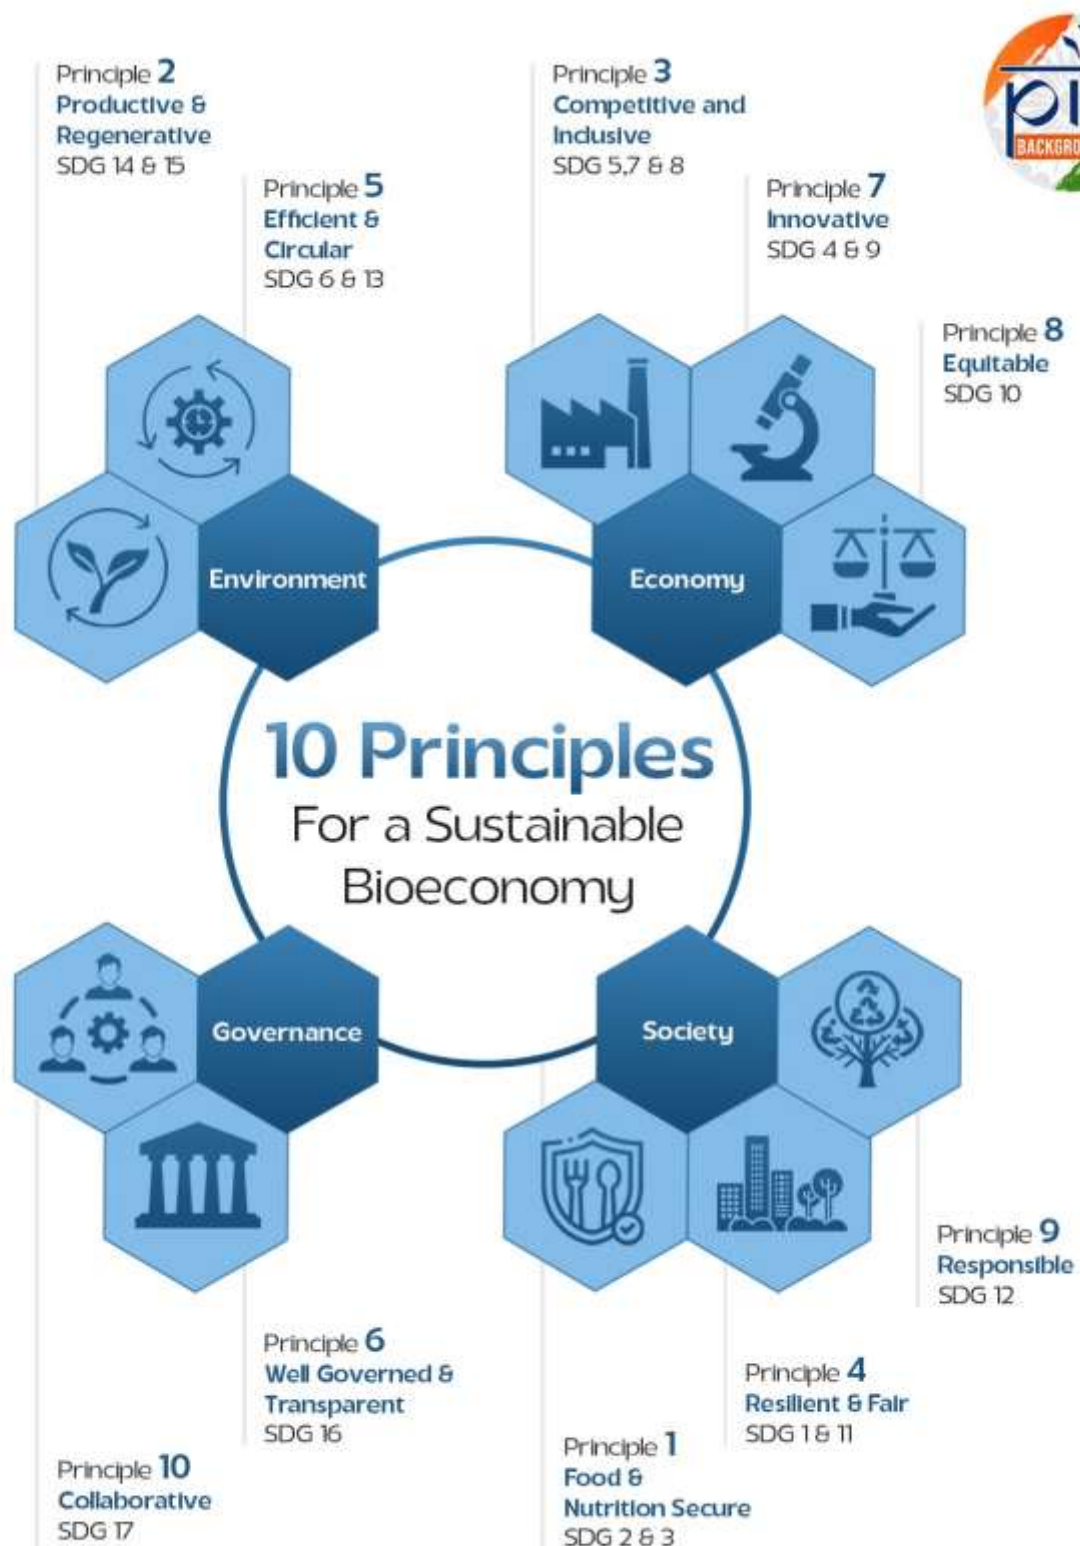 Principle 2
Productive &
Regenerative
SDG 14 & 15
Principle 5
Efficient &
Circular
SDG 6 & 13
Principle 3
Competitive and
Inclusive
SDG 5,7 & 8
Principle 7
Innovative
SDG 4 & 9
Principle 8
Equitable
SDG 10
Environment
Economy
10 Principles
For a Sustainable
Bioeconomy
Governance
Society
Principle 9
Responsible
SDG 12
Principle 6
Well Governed &
Transparent
SDG 16
Principle 4
Resilient & Fair
SDG 1 & 11
Principle 10
Collaborative
SDG 17
Principle 1
Food &
Nutrition Secure
SDG 2 & 3